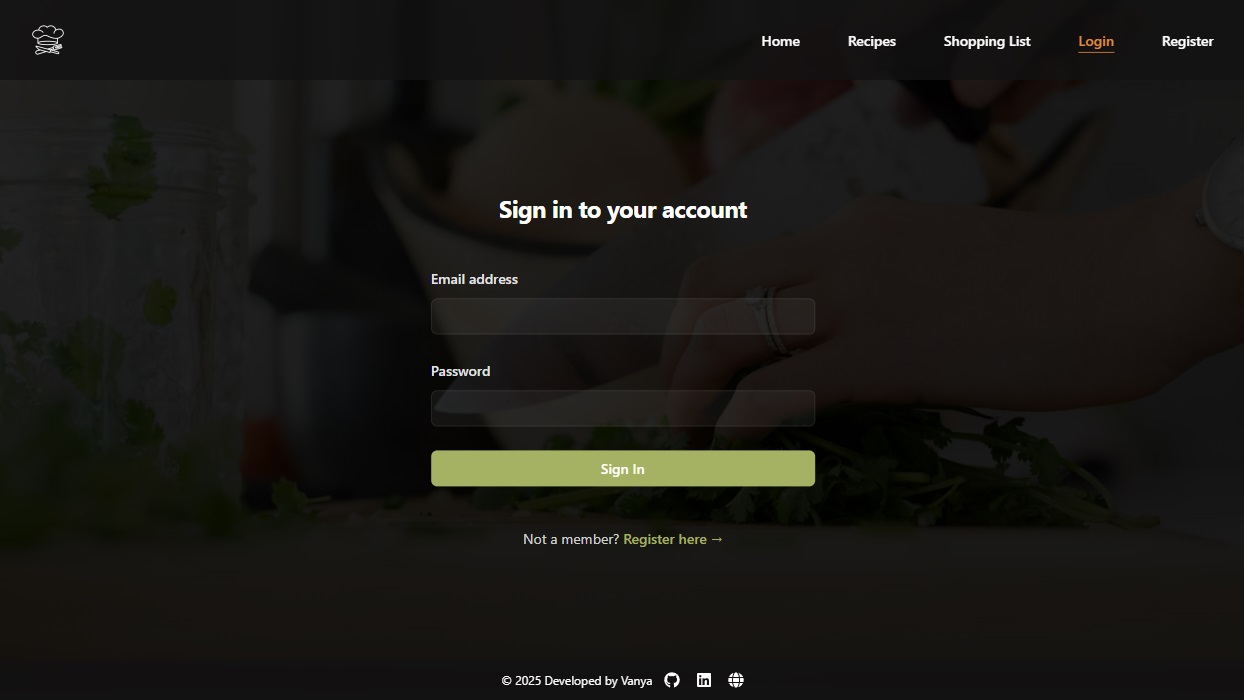 Home Recipes Shopping List Login Register
Sign in to your account
Email address
Password
Sign In
Not a member? Register here →
© 2025 Developed by Vanya